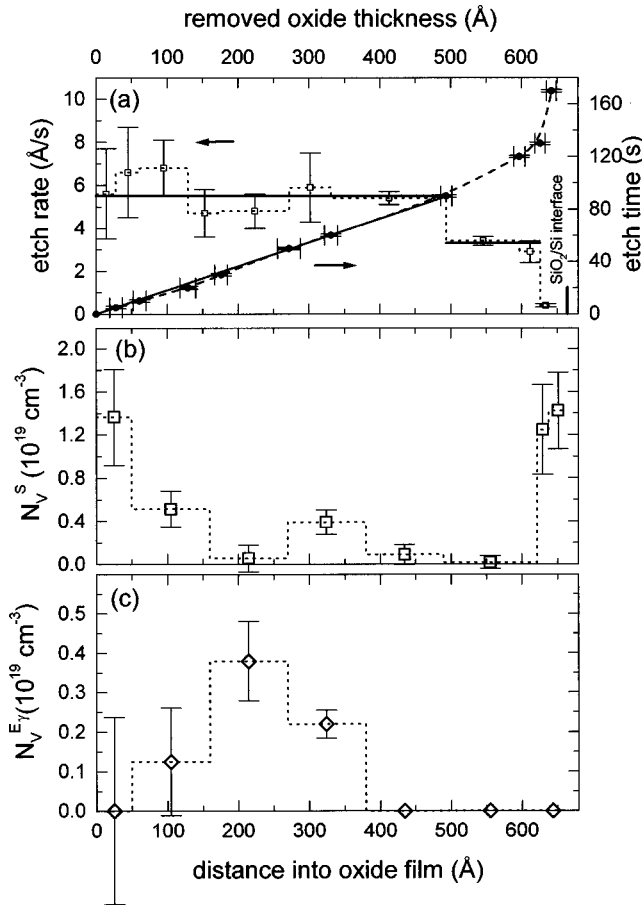 removed oxide thickness (Å)
0 100 200 300 400 500 600
(a)
10
8
6
4
2
0
etch rate (Å/s)
160
120
80
40
0
etch time (s)
SiO₂/Si interface
(b)
2.0
1.6
1.2
0.8
0.4
0.0
N_V^S (10¹⁹ cm⁻³)
(c)
0.5
0.4
0.3
0.2
0.1
0.0
N_V^Eγ (10¹⁹ cm⁻³)
0 100 200 300 400 500 600
distance into oxide film (Å)